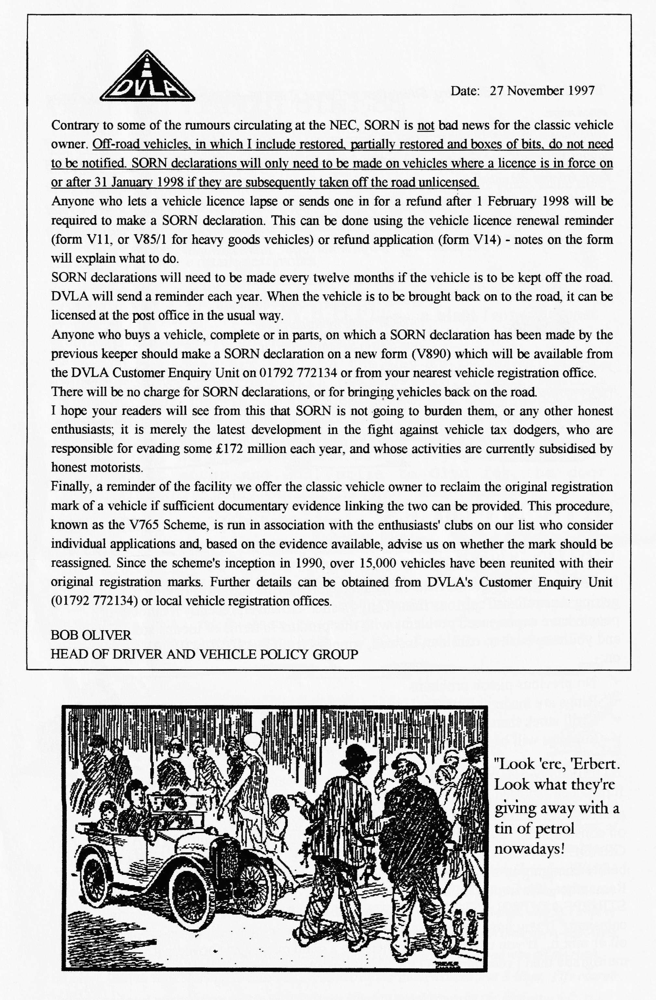 DVLA
Date: 27 November 1997
Contrary to some of the rumours circulating at the NEC, SORN is not bad news for the classic vehicle
owner. Off-road vehicles, in which I include restored, partially restored and boxes of bits, do not need
to be notified. SORN declarations will only need to be made on vehicles where a licence is in force on
or after 31 January 1998 if they are subsequently taken off the road unlicensed.
Anyone who lets a vehicle licence lapse or sends one in for a refund after 1 February 1998 will be
required to make a SORN declaration. This can be done using the vehicle licence renewal reminder
(form V11, or V85/1 for heavy goods vehicles) or refund application (form V14) - notes on the form
will explain what to do.
SORN declarations will need to be made every twelve months if the vehicle is to be kept off the road.
DVLA will send a reminder each year. When the vehicle is to be brought back on to the road, it can be
licensed at the post office in the usual way.
Anyone who buys a vehicle, complete or in parts, on which a SORN declaration has been made by the
previous keeper should make a SORN declaration on a new form (V890) which will be available from
the DVLA Customer Enquiry Unit on 01792 772134 or from your nearest vehicle registration office.
There will be no charge for SORN declarations, or for bringing vehicles back on the road.
I hope your readers will see from this that SORN is not going to burden them, or any other honest
enthusiasts; it is merely the latest development in the fight against vehicle tax dodgers, who are
responsible for evading some £172 million each year, and whose activities are currently subsidised by
honest motorists.
Finally, a reminder of the facility we offer the classic vehicle owner to reclaim the original registration
mark of a vehicle if sufficient documentary evidence linking the two can be provided. This procedure,
known as the V765 Scheme, is run in association with the enthusiasts' clubs on our list who consider
individual applications and, based on the evidence available, advise us on whether the mark should be
reassigned. Since the scheme's inception in 1990, over 15,000 vehicles have been reunited with their
original registration marks. Further details can be obtained from DVLA's Customer Enquiry Unit
(01792 772134) or local vehicle registration offices.
BOB OLIVER
HEAD OF DRIVER AND VEHICLE POLICY GROUP
"Look 'ere, 'Erbert.
Look what they're
giving away with a
tin of petrol
nowadays!